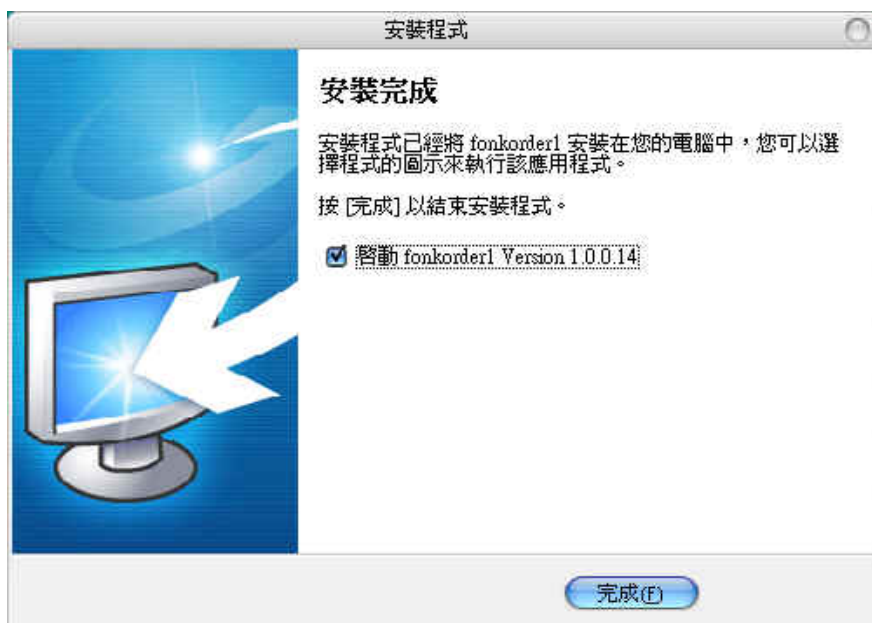 安裝程式
安裝完成
安裝程式已經將 fonkorder1 安裝在您的電腦中，您可以選
擇程式的圖示來執行該應用程式。
按 [完成] 以結束安裝程式。
啓動 fonkorder1 Version 1.0.0.14
完成(F)